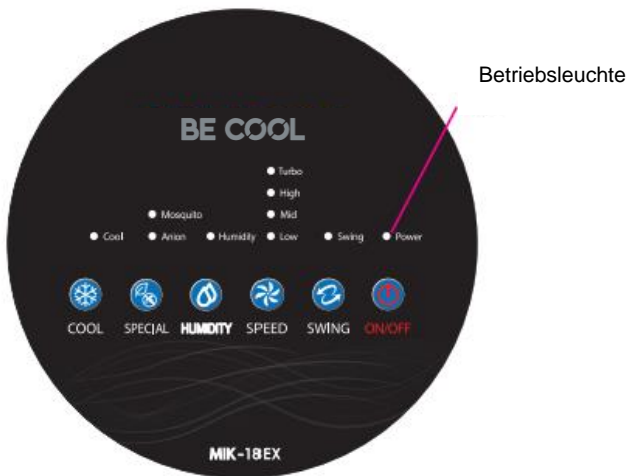 Betriebsleuchte
BE COOL
Turbo
High
Mosquito Mid
Cool Anion Humidity Low Swing Power
COOL SPECIAL HUMIDITY SPEED SWING ON/OFF
MIK-18EX